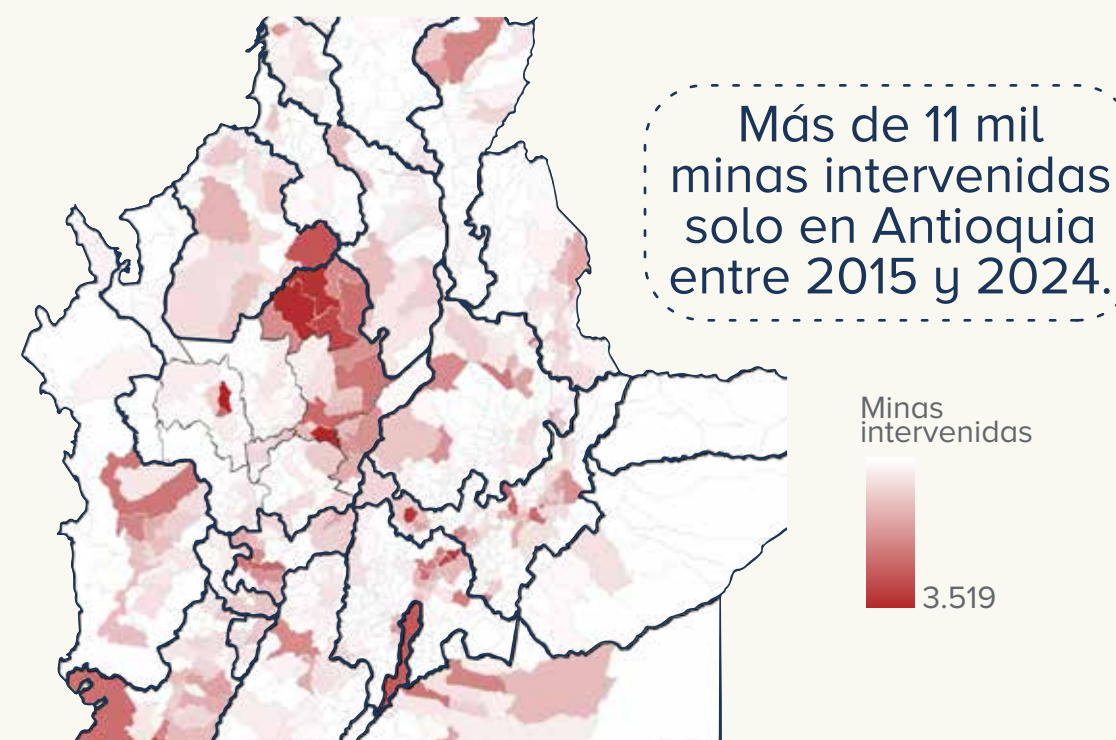 Más de 11 mil
minas intervenidas
solo en Antioquia
entre 2015 y 2024.
Minas
intervenidas
3.519